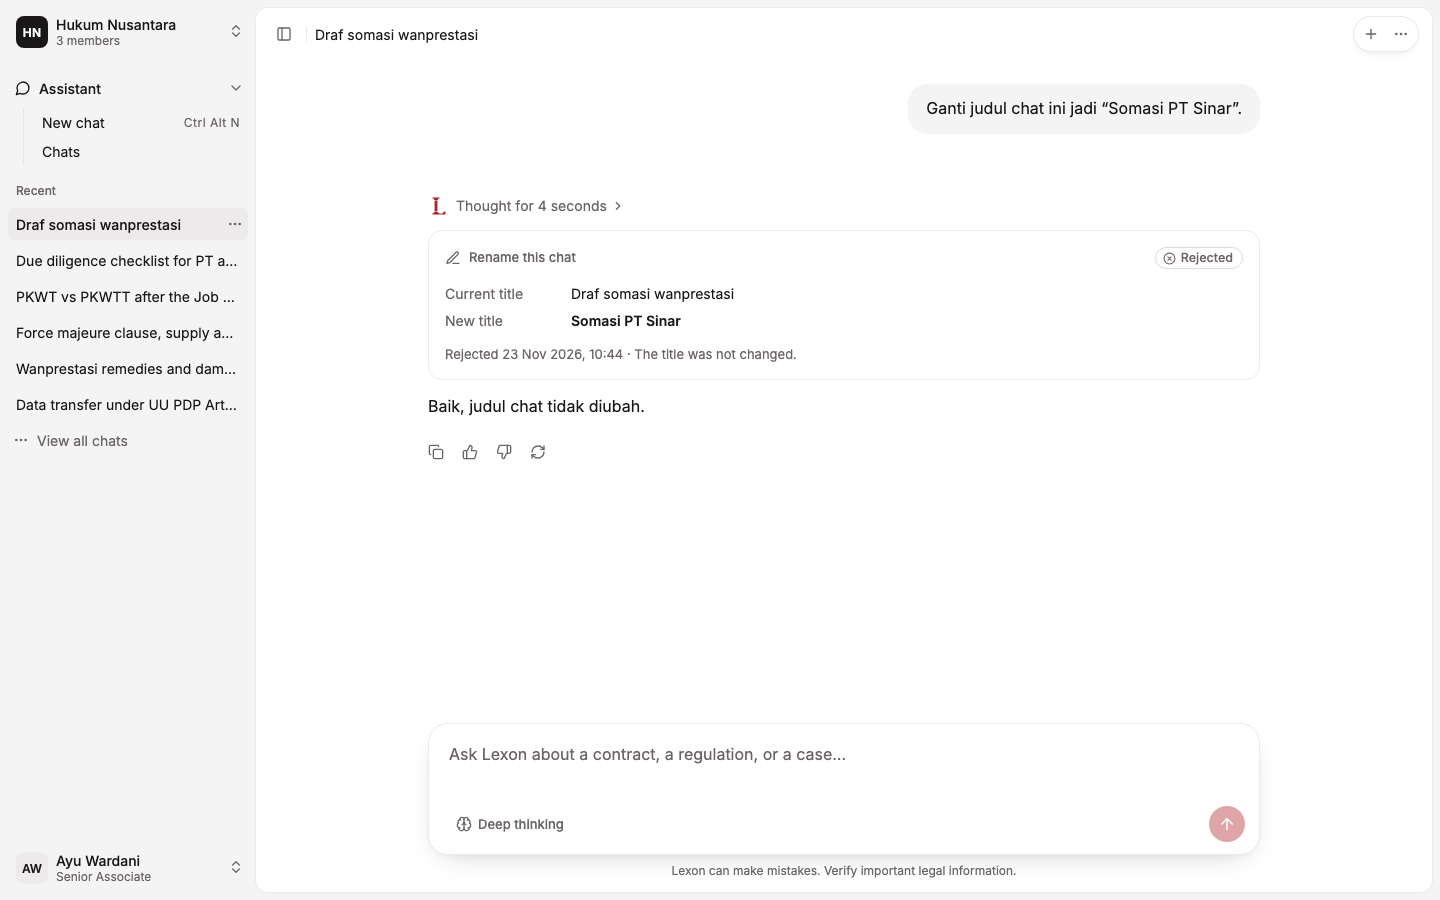 HN
Hukum Nusantara
3 members
Assistant
New chat
Ctrl Alt N
Chats
Recent
Draf somasi wanprestasi
Due diligence checklist for PT a...
PKWT vs PKWTT after the Job ...
Force majeure clause, supply a...
Wanprestasi remedies and dam...
Data transfer under UU PDP Art...
View all chats
AW
Ayu Wardani
Senior Associate
Draf somasi wanprestasi
Ganti judul chat ini jadi “Somasi PT Sinar”.
L
Thought for 4 seconds
Rename this chat
Rejected
Current title
Draf somasi wanprestasi
New title
Somasi PT Sinar
Rejected 23 Nov 2026, 10:44 · The title was not changed.
Baik, judul chat tidak diubah.
Ask Lexon about a contract, a regulation, or a case...
Deep thinking
Lexon can make mistakes. Verify important legal information.